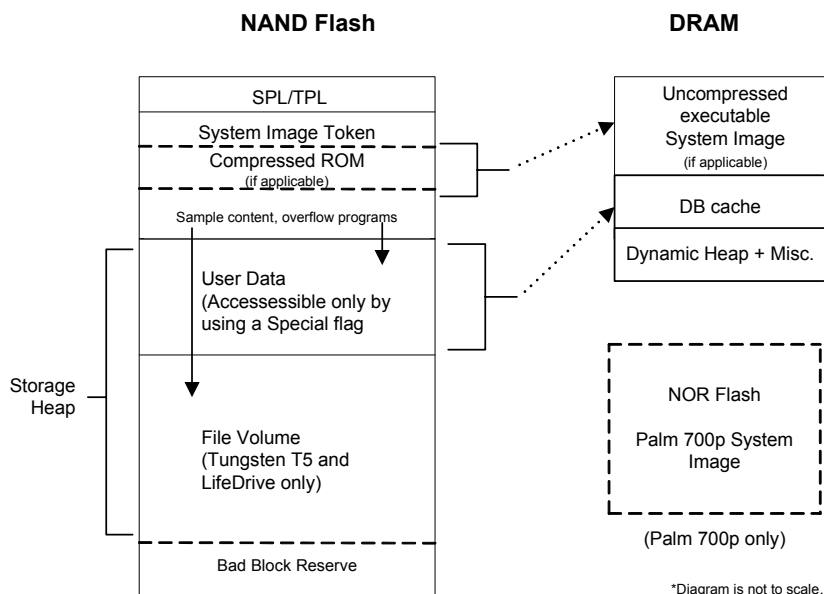 NAND Flash
SPL/TPL
System Image Token
Compressed ROM
(if applicable)
Sample content, overflow programs
User Data
(Accessessible only by
using a Special flag
Storage
Heap
File Volume
(Tungsten T5 and
LifeDrive only)
Bad Block Reserve
DRAM
Uncompressed
executable
System Image
(if applicable)
DB cache
Dynamic Heap + Misc.
NOR Flash
Palm 700p System
Image
(Palm 700p only)
*Diagram is not to scale.